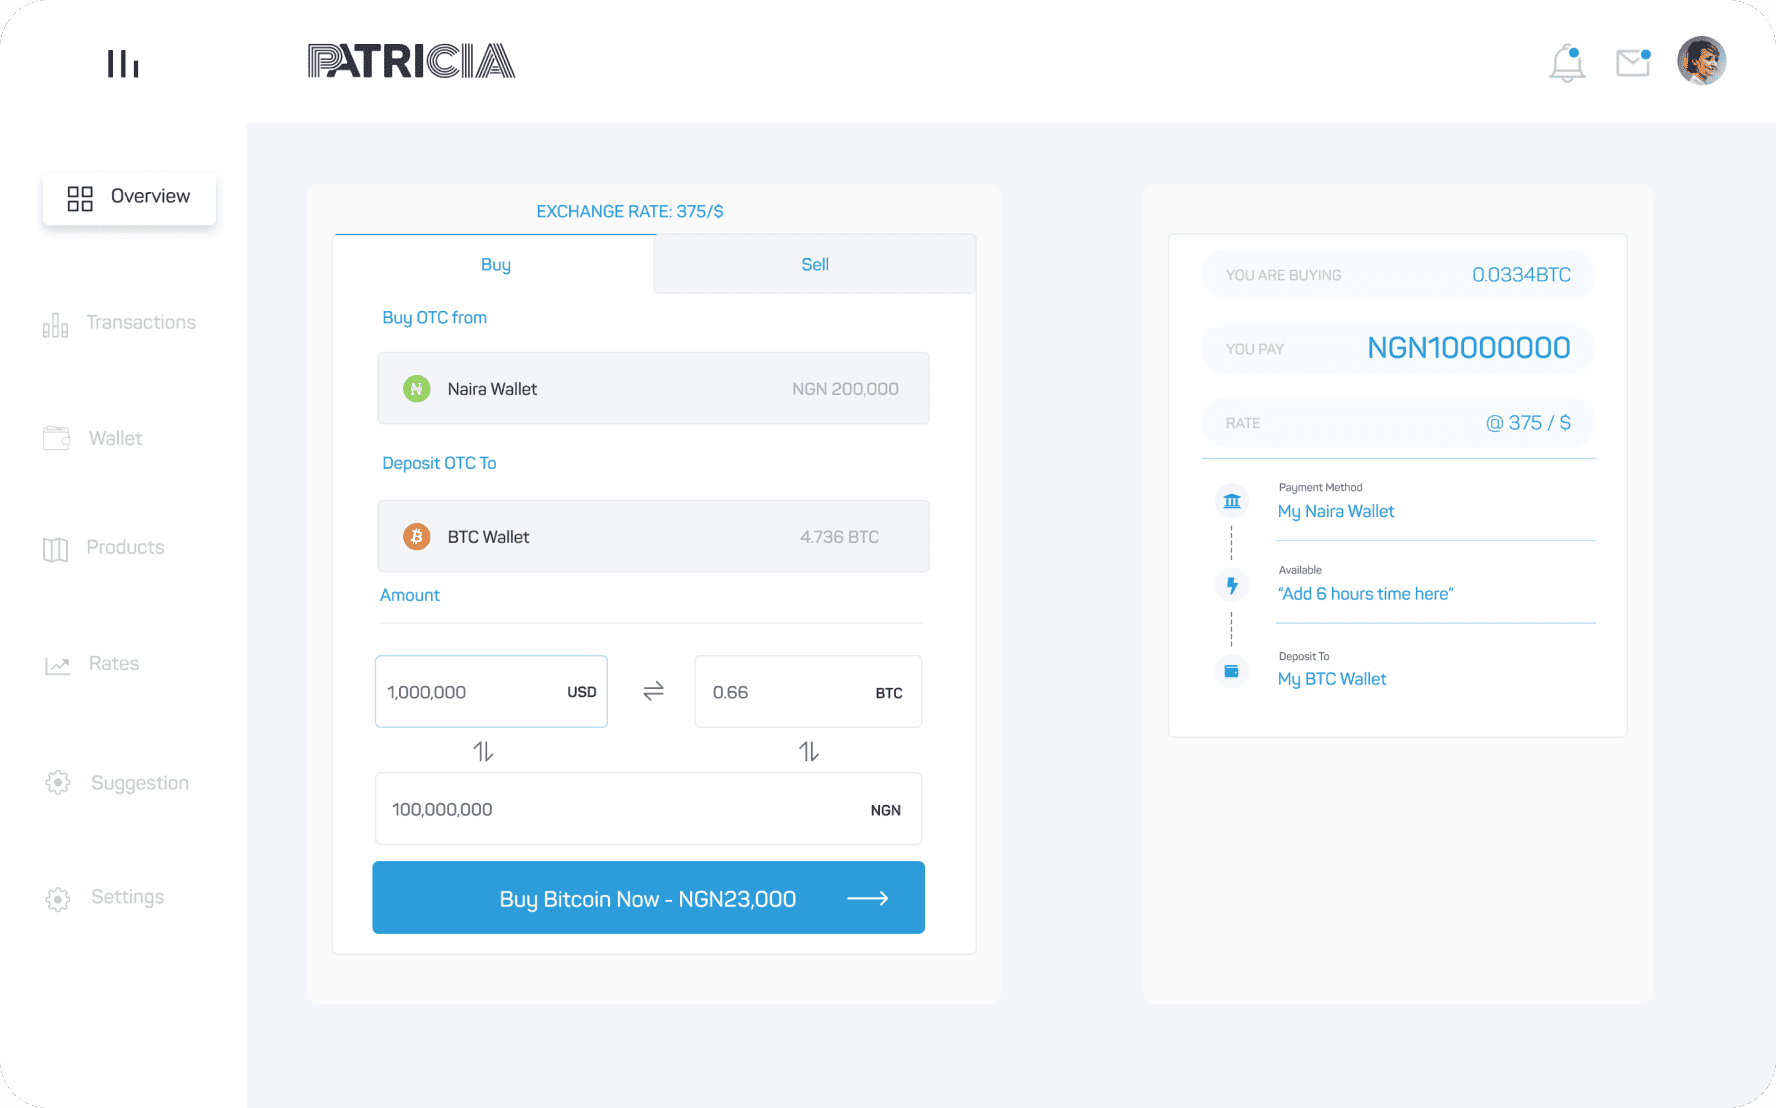 PATRICIA
Overview
Transactions
Wallet
Products
Rates
Suggestion
Settings
EXCHANGE RATE: 375/$
Buy
Sell
Buy OTC from
Naira Wallet
NGN 200,000
Deposit OTC To
BTC Wallet
4.736 BTC
Amount
1,000,000 USD
0.66 BTC
100,000,000 NGN
Buy Bitcoin Now - NGN23,000
YOU ARE BUYING 0.0334BTC
YOU PAY NGN10000000
RATE @ 375 / $
Payment Method
My Naira Wallet
Available
“Add 6 hours time here”
Deposit To
My BTC Wallet